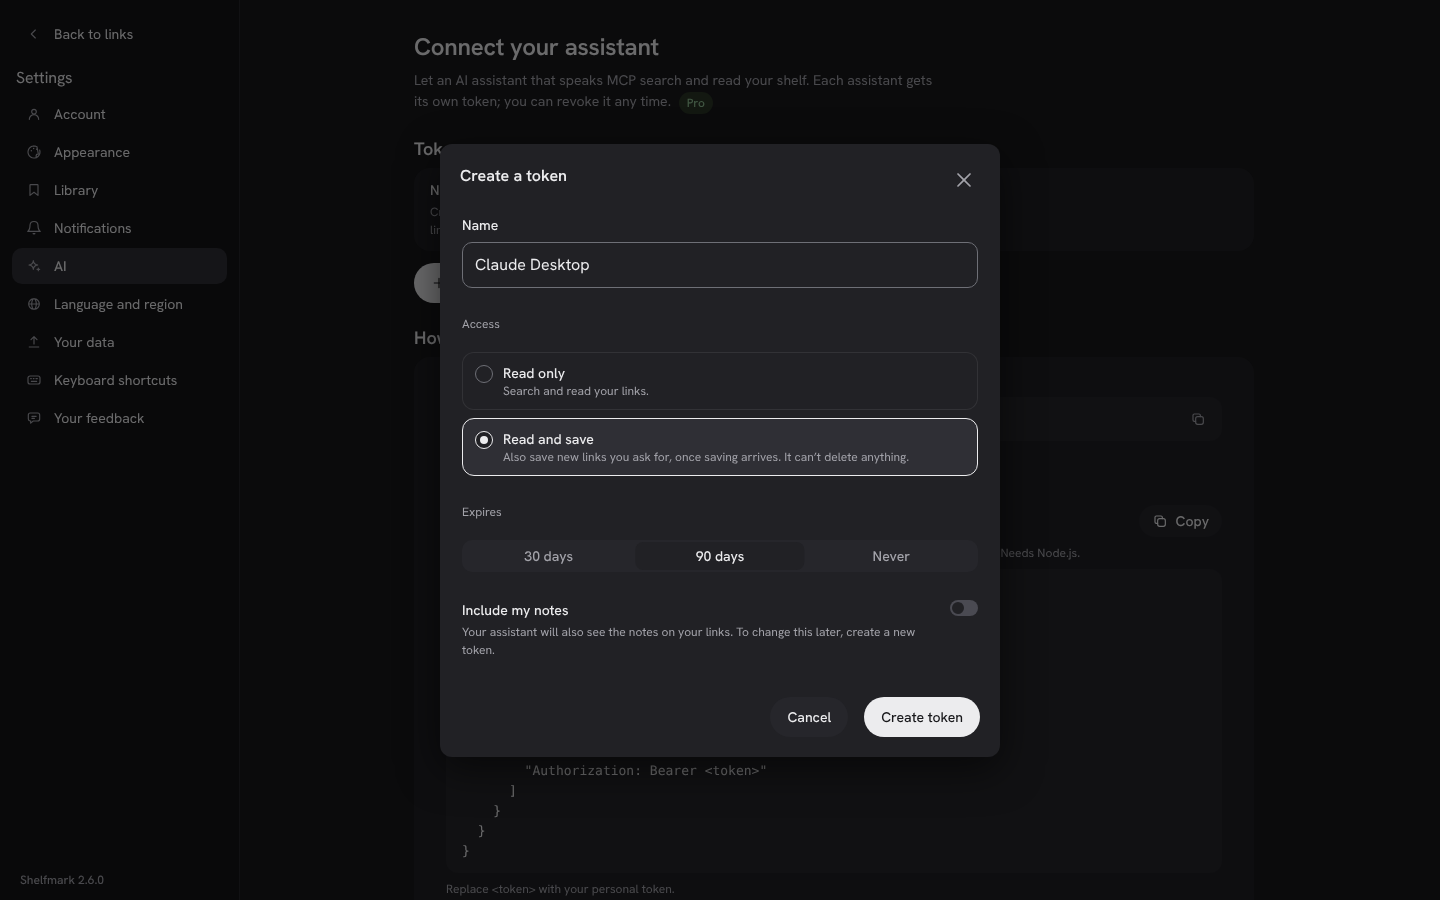 Back to links
Settings
Account
Appearance
Library
Notifications
AI
Language and region
Your data
Keyboard shortcuts
Your feedback
Shelfmark 2.6.0
Connect your assistant
Let an AI assistant that speaks MCP search and read your shelf. Each assistant gets
its own token; you can revoke it any time. Pro
Create a token
Name
Claude Desktop
Access
Read only
Search and read your links.
Read and save
Also save new links you ask for, once saving arrives. It can’t delete anything.
Expires
30 days 90 days Never
Include my notes
Your assistant will also see the notes on your links. To change this later, create a new
token.
Cancel Create token
Copy
Needs Node.js.
"Authorization: Bearer <token>"
]
}
}
}
Replace <token> with your personal token.